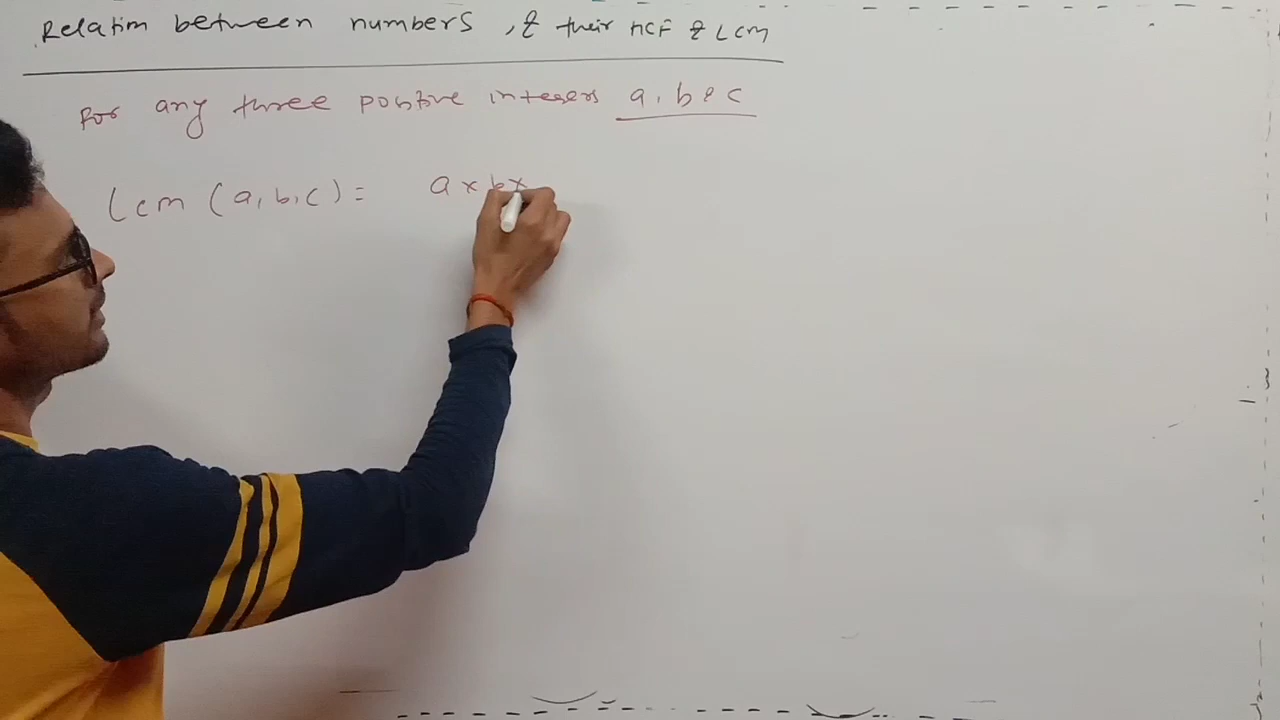 Relation between numbers, & their HCF & Lcm
For any three positive integers a, b & c
Lcm (a, b, c) = a × b ×